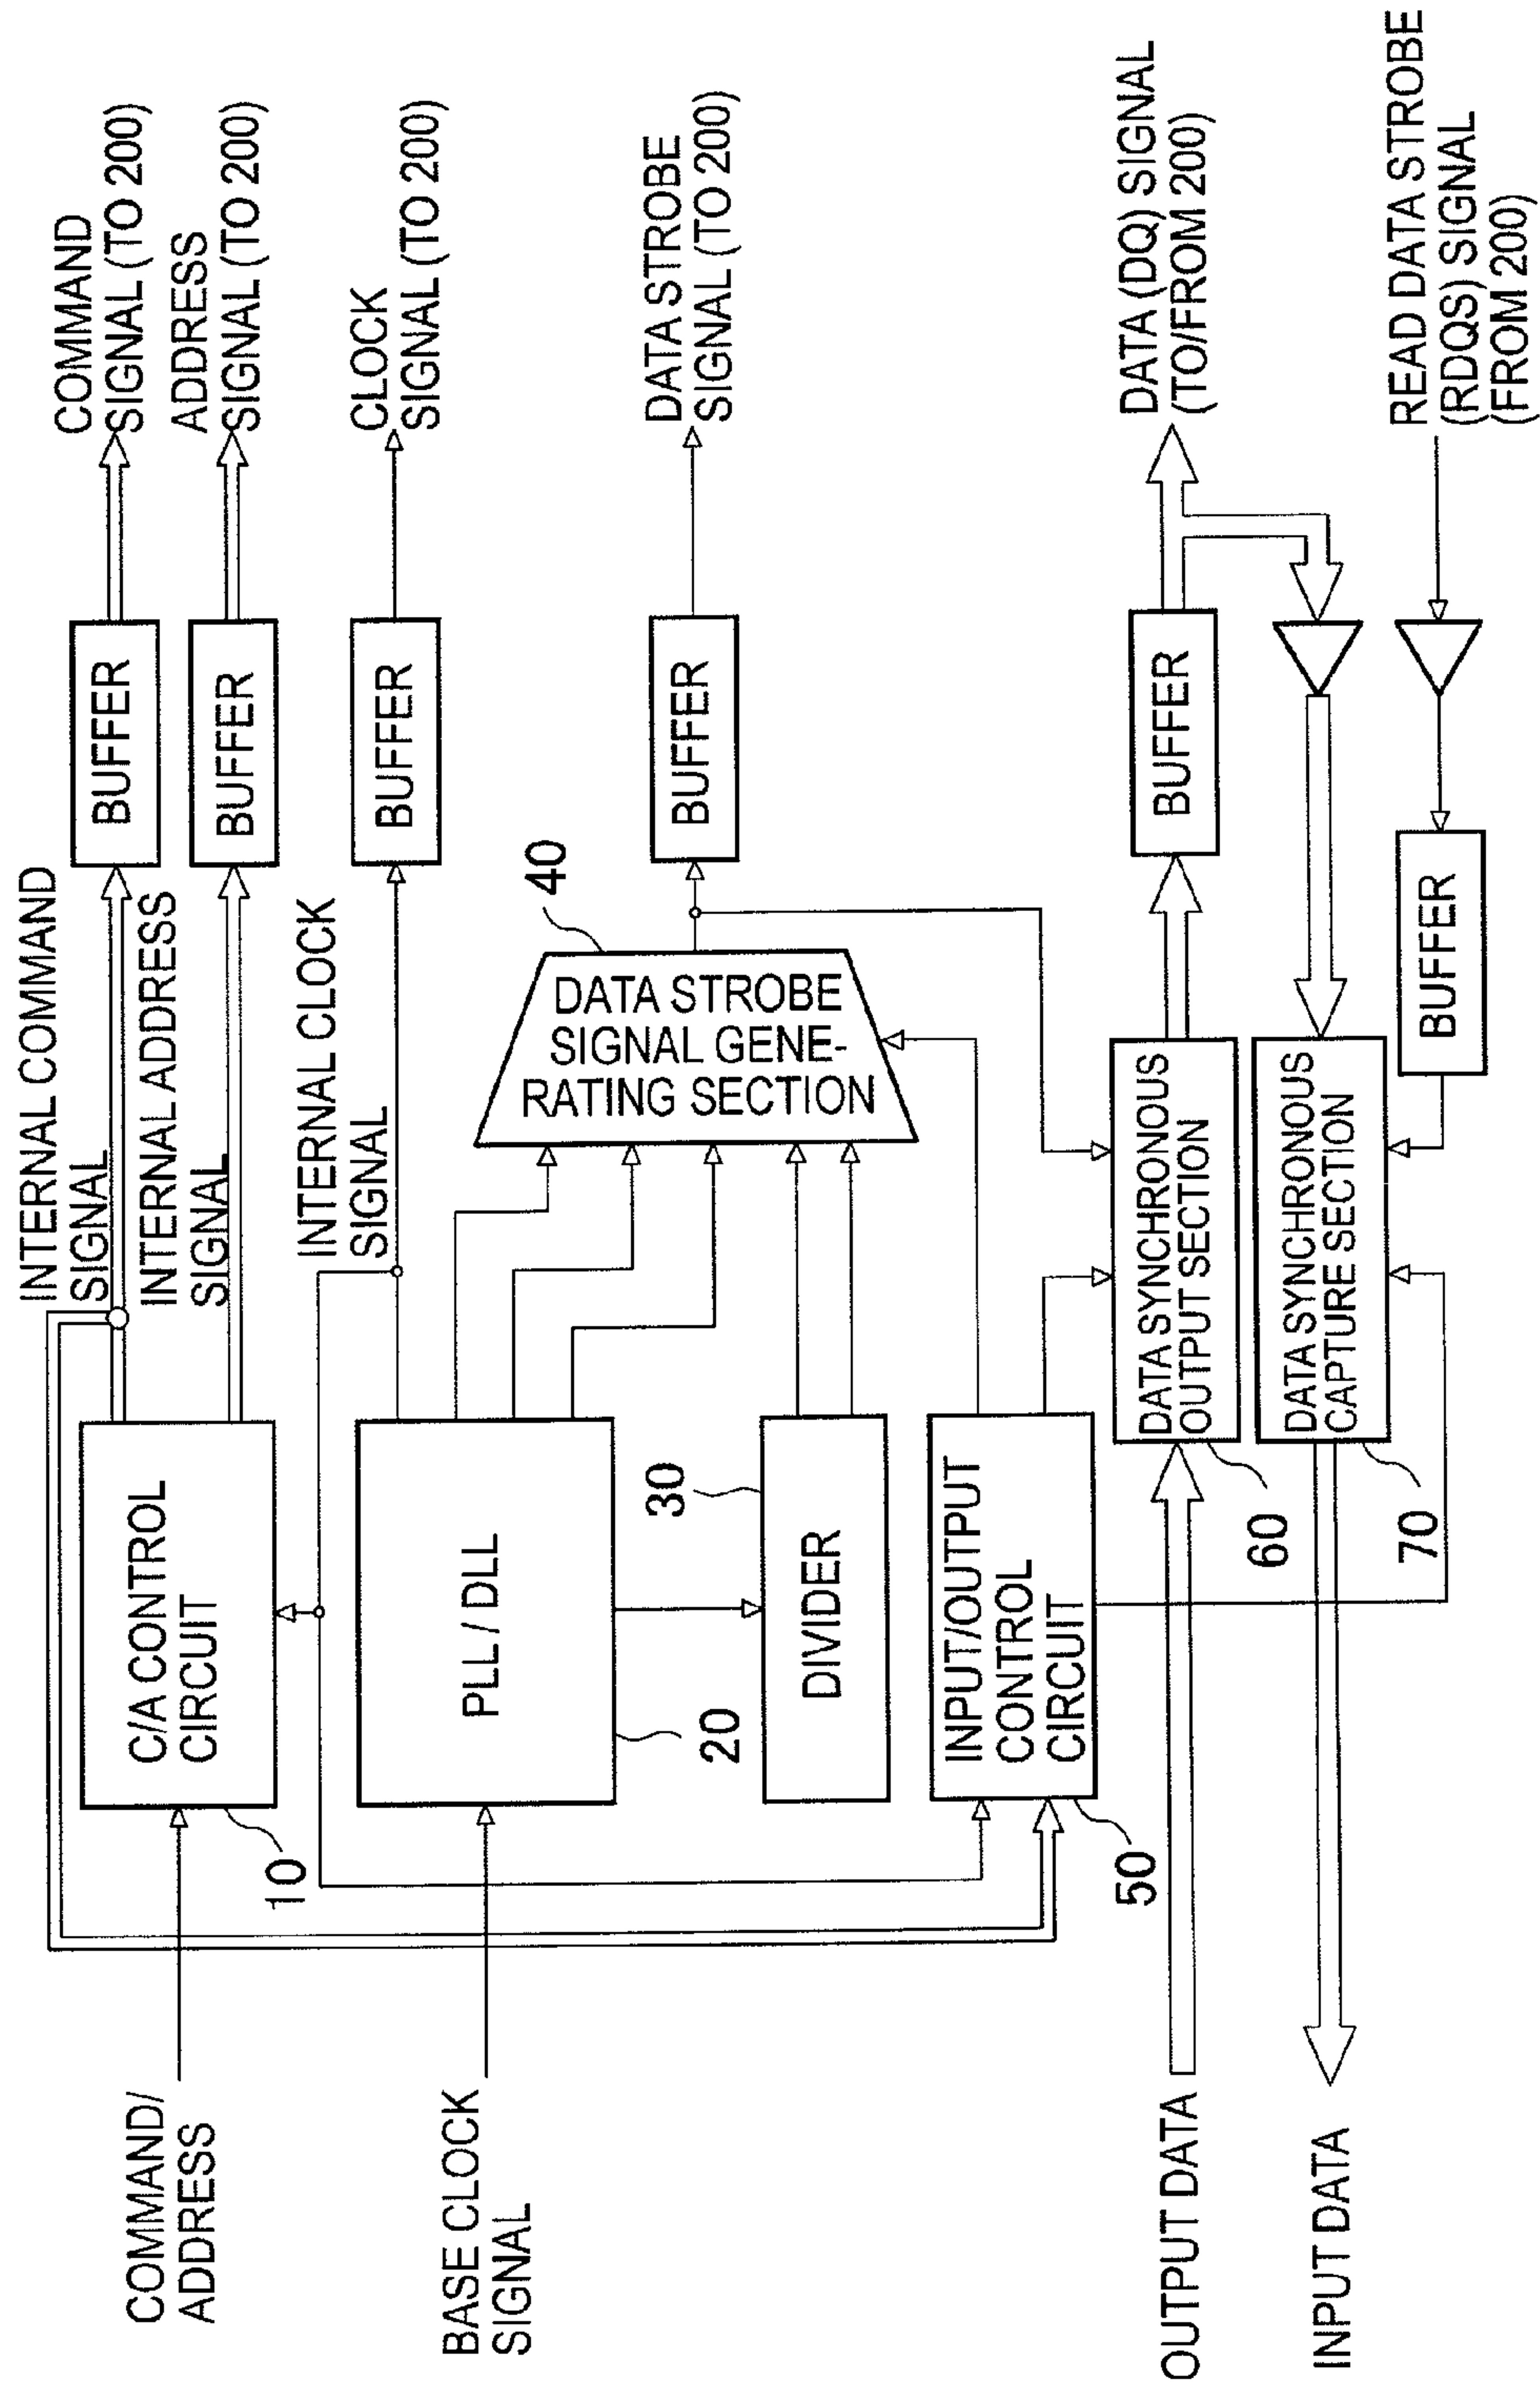 COMMAND/
ADDRESS
BASE CLOCK
SIGNAL
OUTPUT DATA
INPUT DATA
C/A CONTROL
CIRCUIT
10
PLL / DLL
20
DIVIDER
30
INPUT/OUTPUT
CONTROL
CIRCUIT
50
INTERNAL COMMAND
SIGNAL
INTERNAL ADDRESS
SIGNAL
INTERNAL CLOCK
SIGNAL
DATA STROBE
SIGNAL GENE-
RATING SECTION
40
DATA SYNCHRONOUS
OUTPUT SECTION
60
DATA SYNCHRONOUS
CAPTURE SECTION
70
BUFFER
BUFFER
BUFFER
BUFFER
BUFFER
BUFFER
COMMAND
SIGNAL (TO 200)
ADDRESS
SIGNAL (TO 200)
CLOCK
SIGNAL (TO 200)
DATA STROBE
SIGNAL (TO 200)
DATA (DQ) SIGNAL
(TO/FROM 200)
READ DATA STROBE
(RDQS) SIGNAL
(FROM 200)